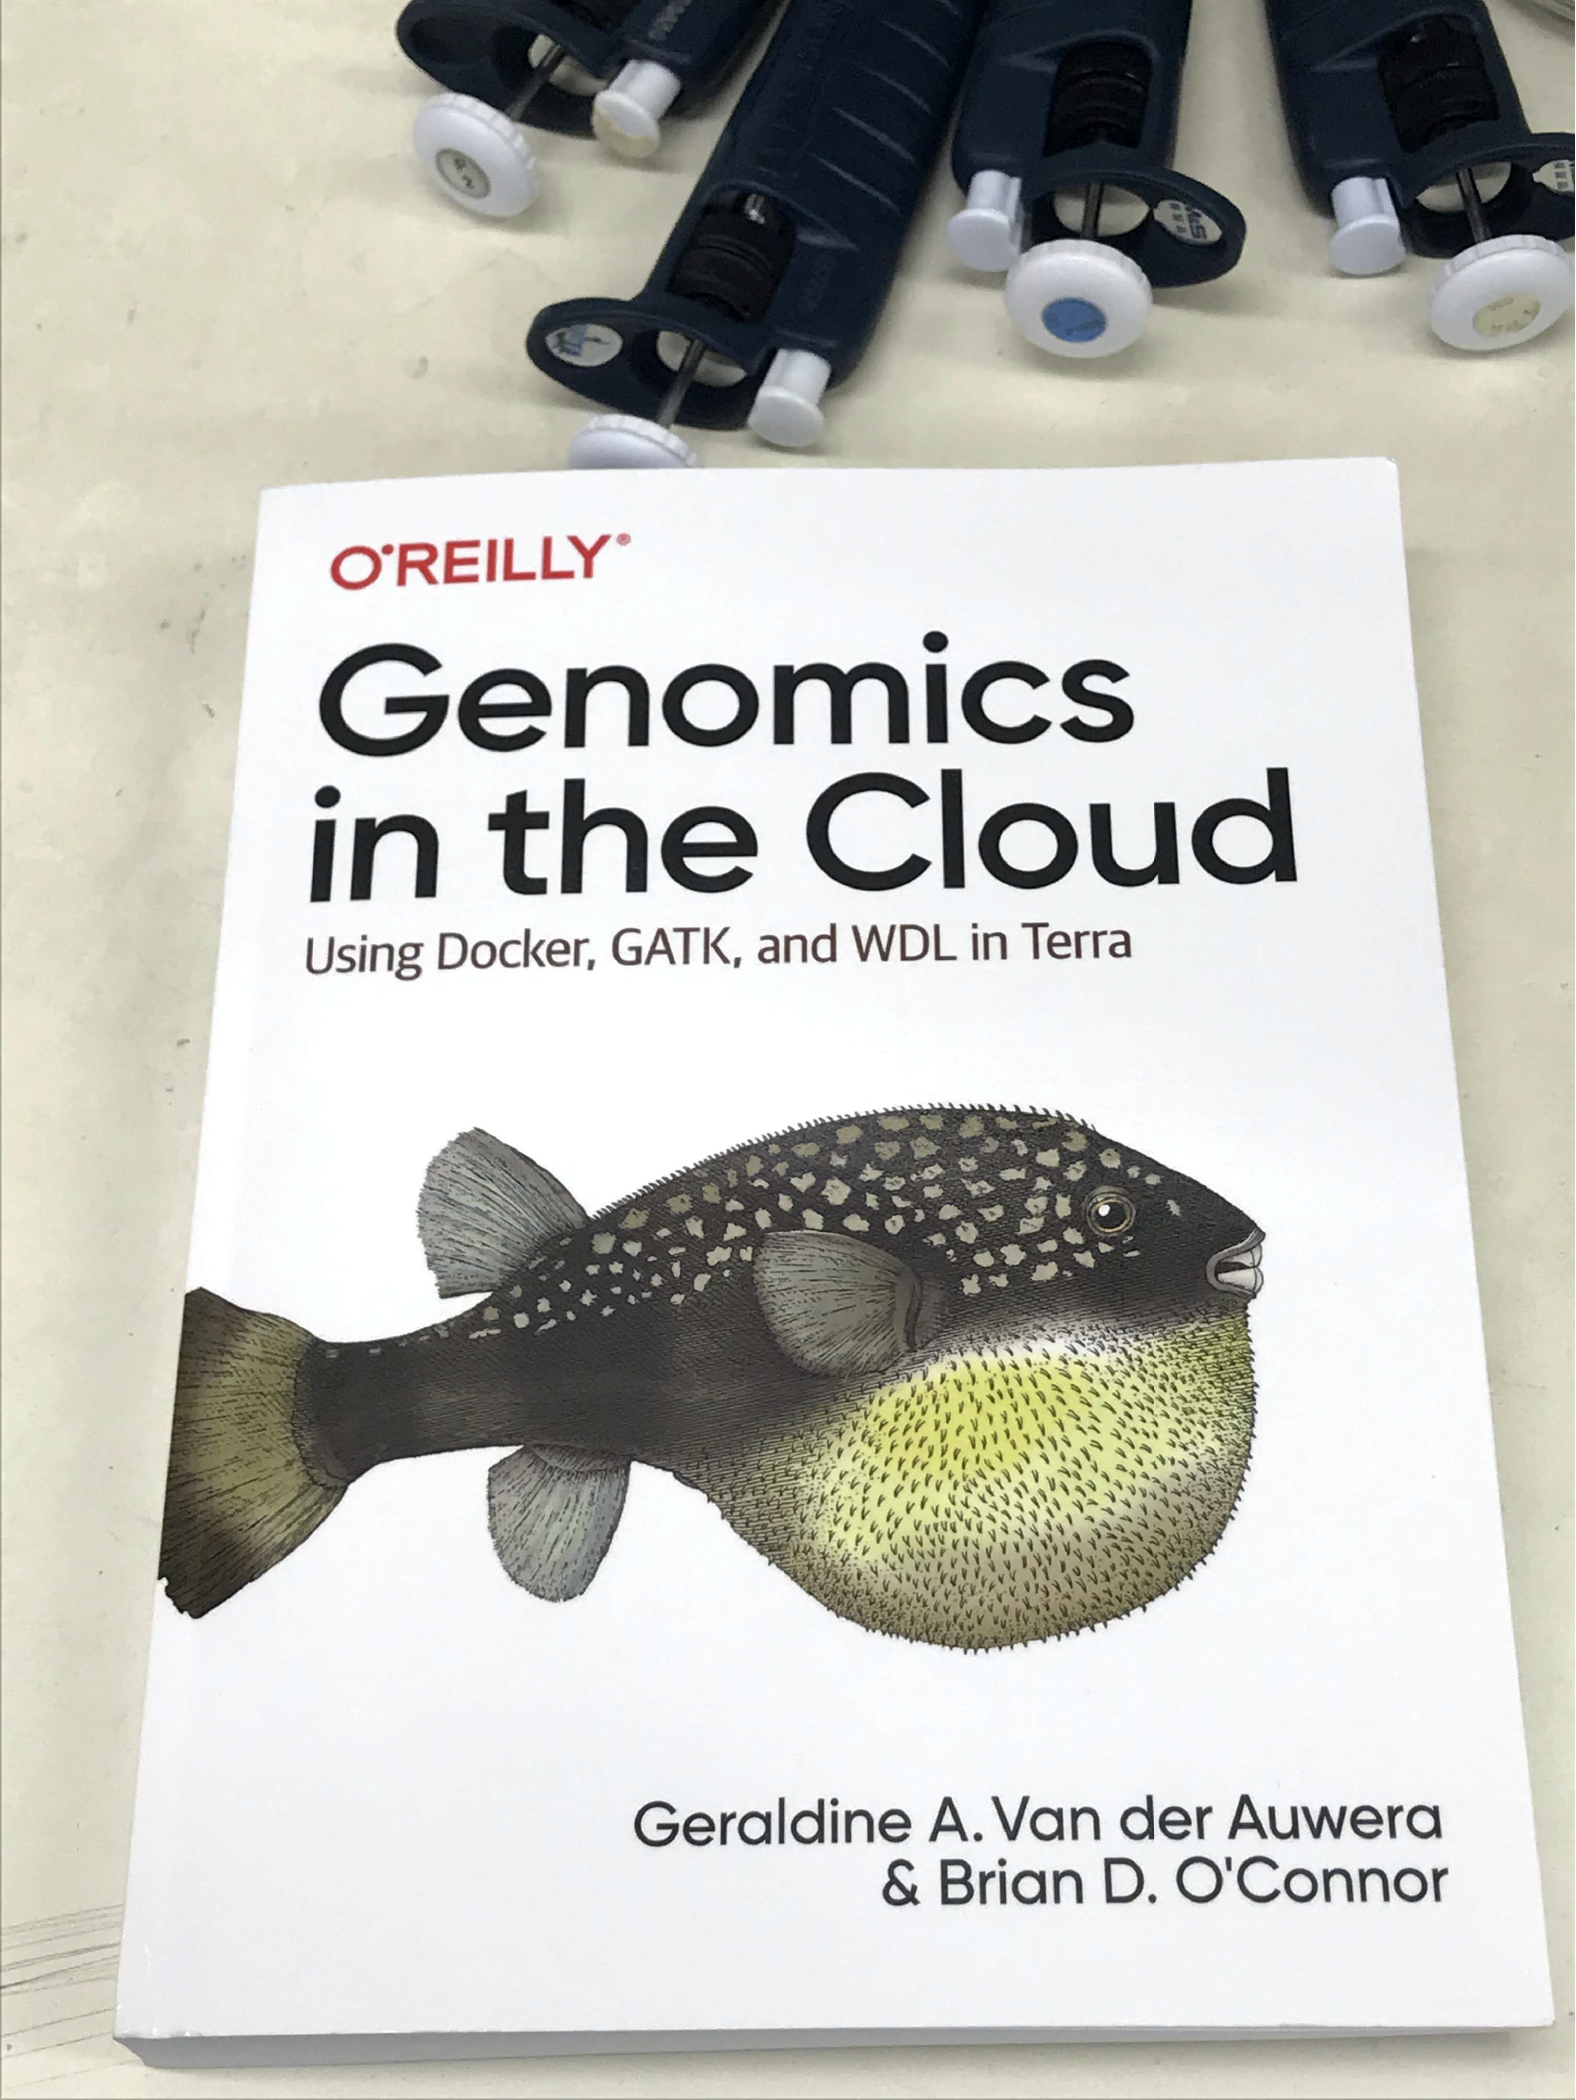 O'REILLY®
Genomics
in the Cloud
Using Docker, GATK, and WDL in Terra
Geraldine A. Van der Auwera
& Brian D. O'Connor